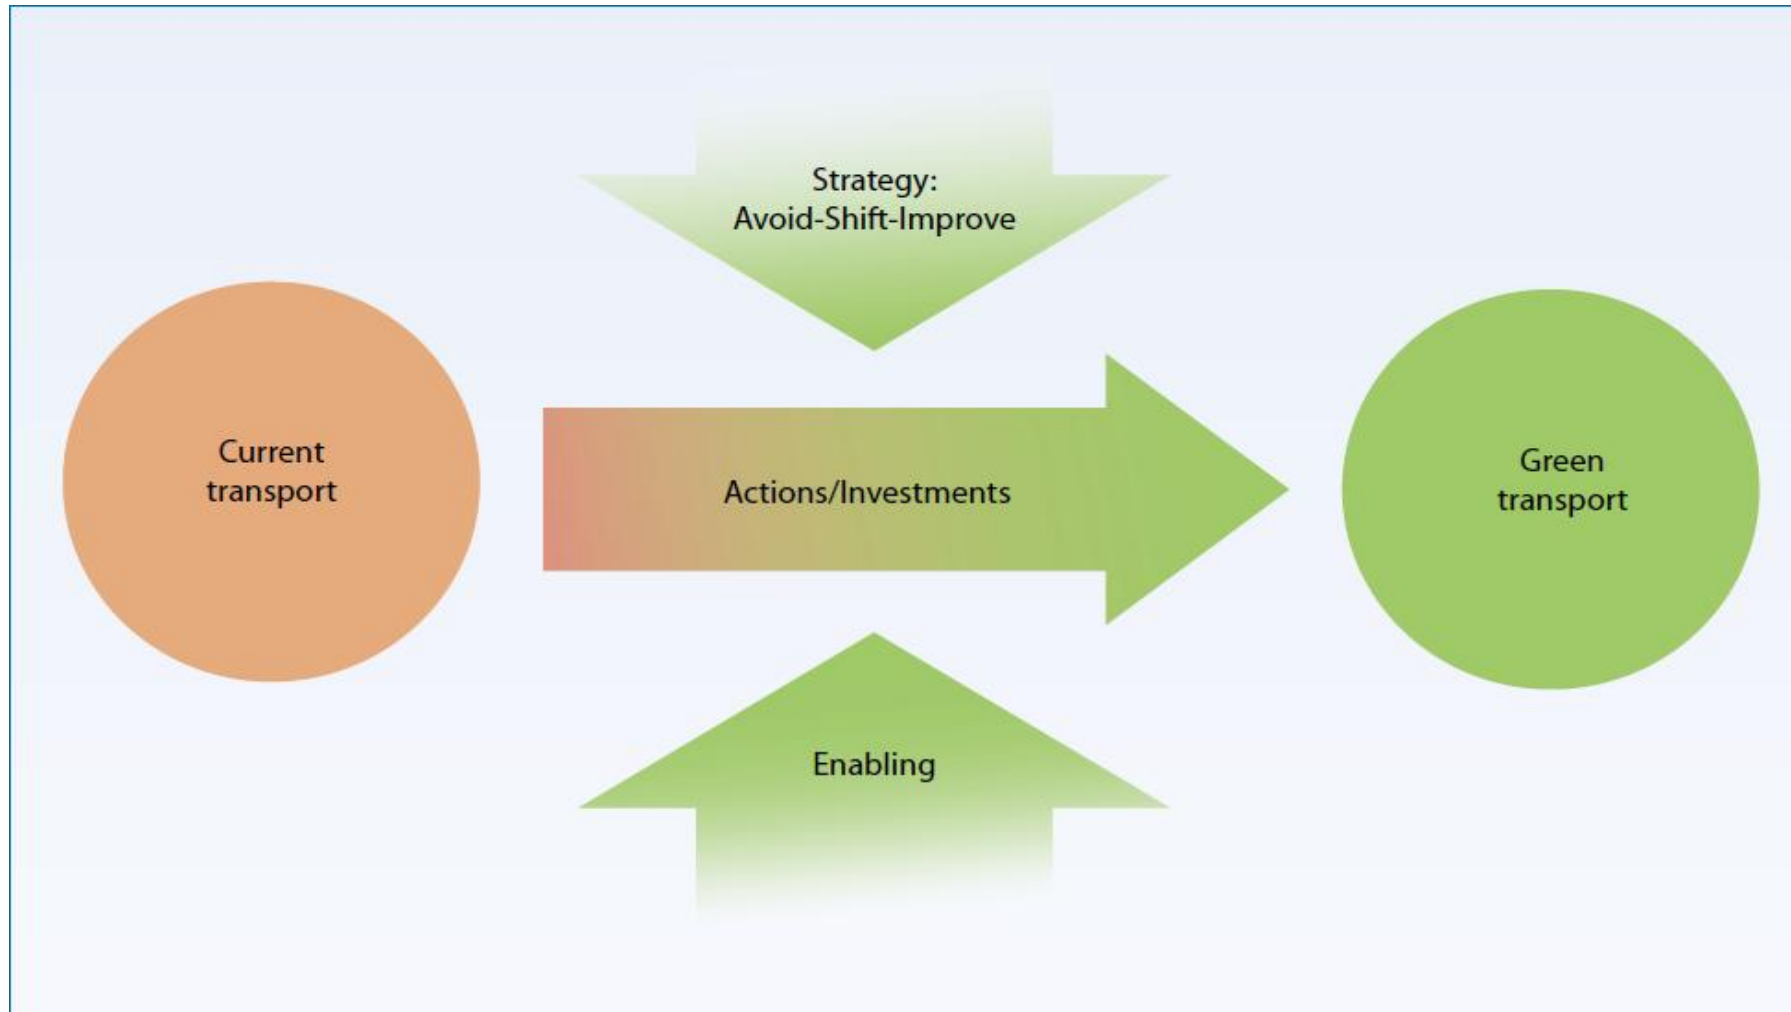 Strategy:
Avoid-Shift-Improve
Current
transport
Actions/Investments
Green
transport
Enabling